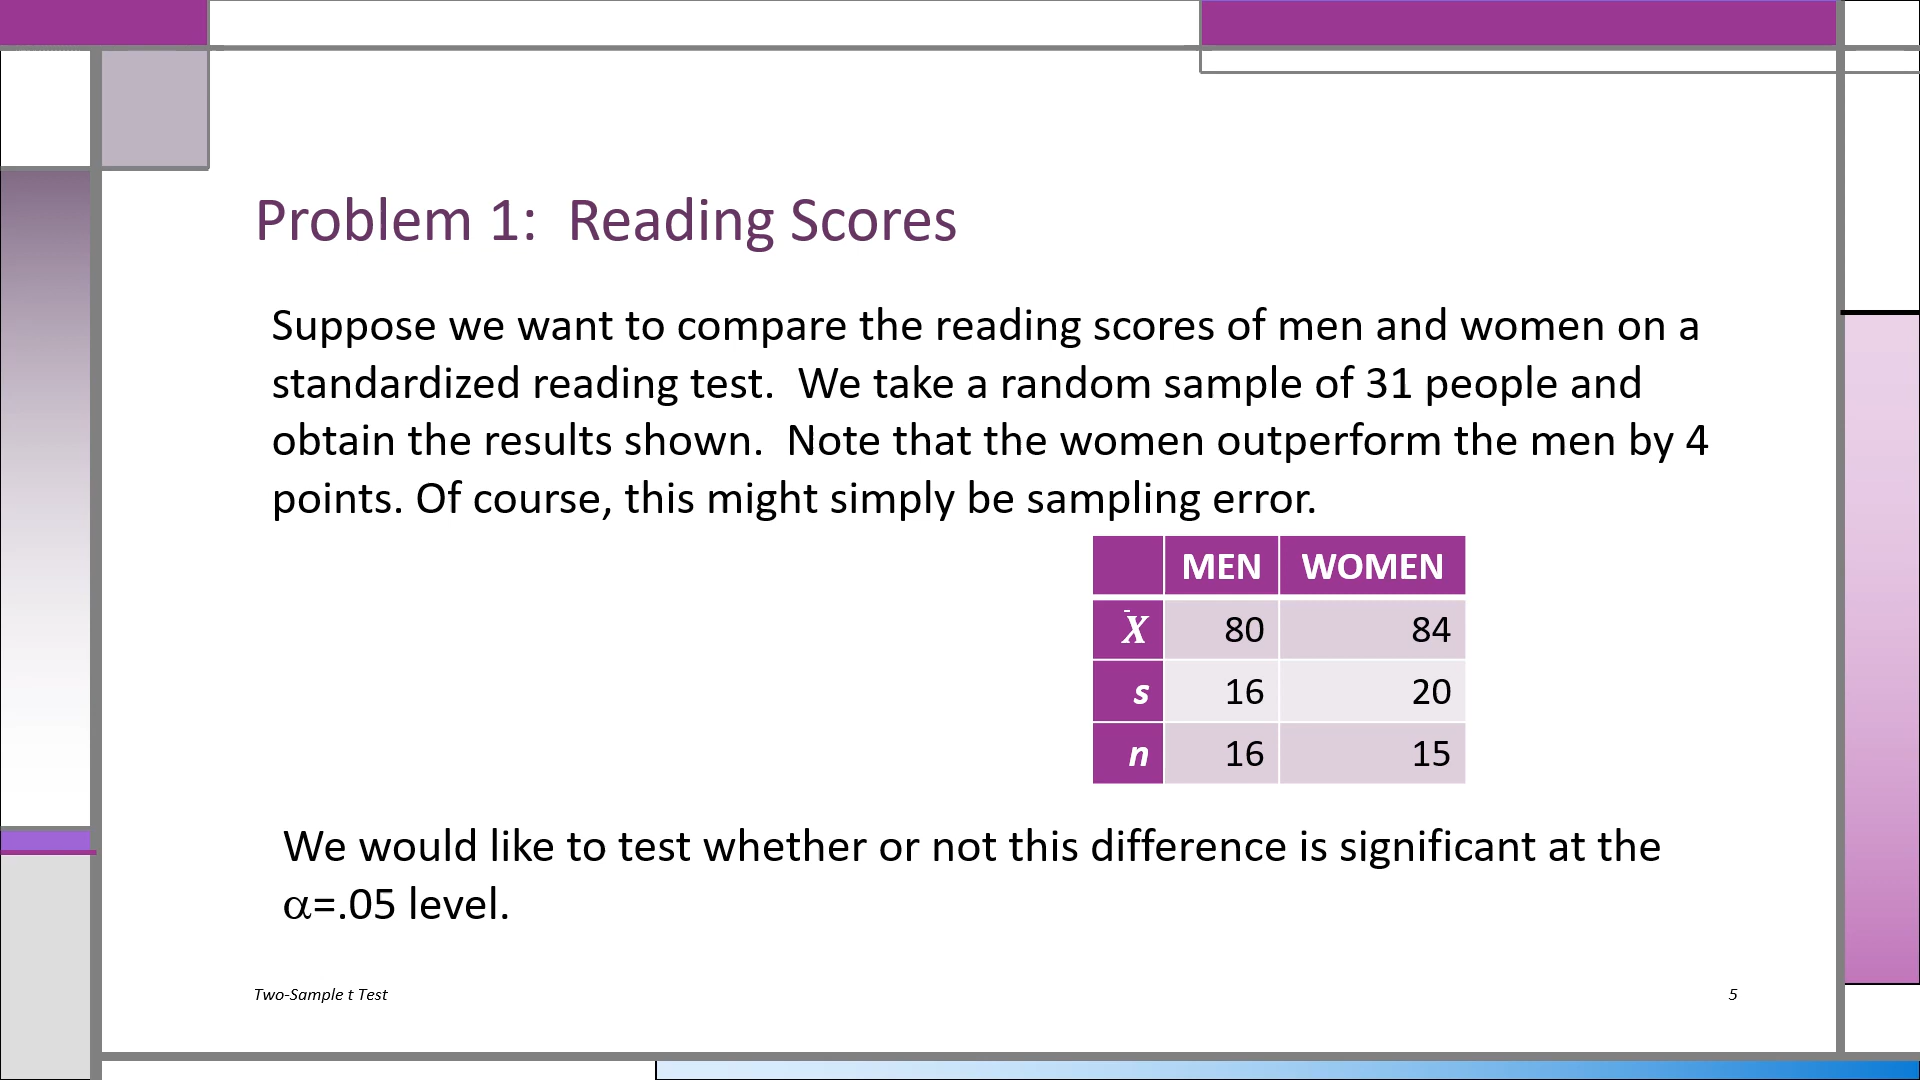 Problem 1:  Reading Scores
Suppose we want to compare the reading scores of men and women on a
standardized reading test.  We take a random sample of 31 people and
obtain the results shown.  Note that the women outperform the men by 4
points. Of course, this might simply be sampling error.
MEN WOMEN
X̄ 80 84
s 16 20
n 16 15
We would like to test whether or not this difference is significant at the
α=.05 level.
Two-Sample t Test 5